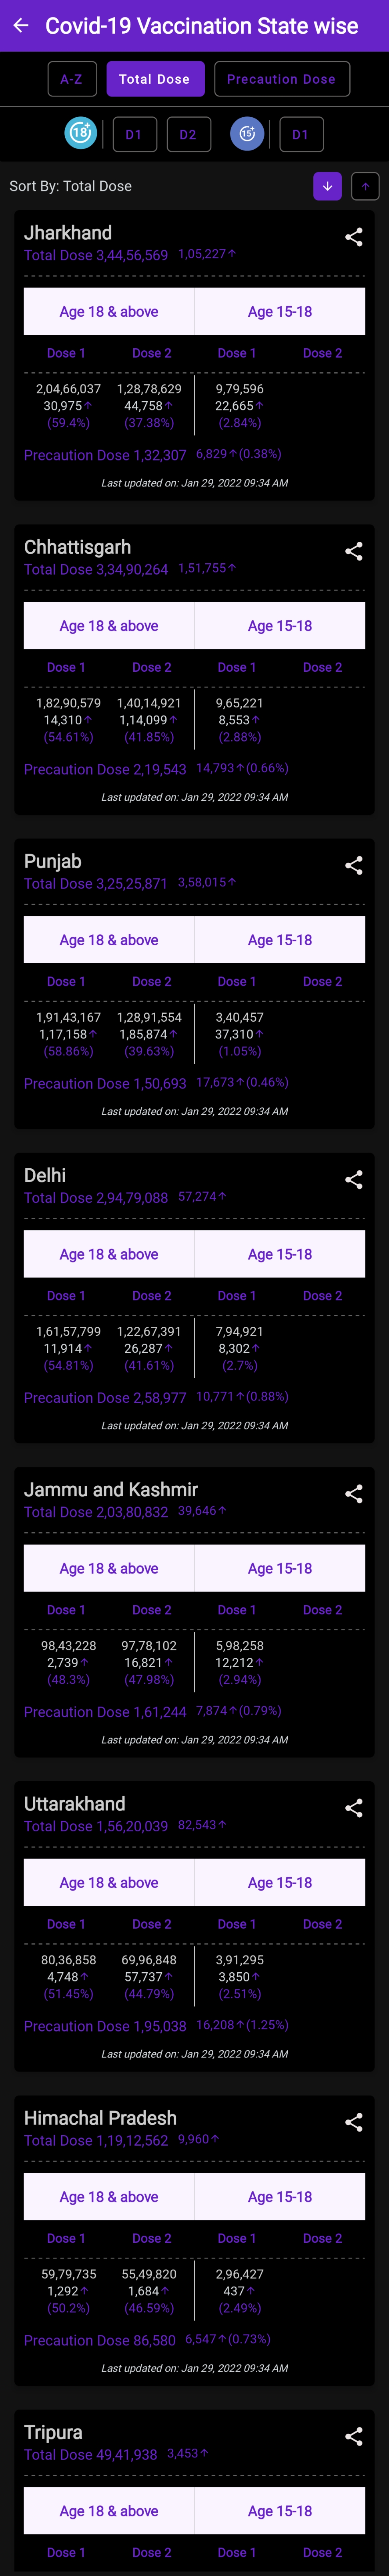 Covid-19 Vaccination State wise
A-Z Total Dose Precaution Dose
18+ D1 D2 15+ D1
Sort By: Total Dose
Jharkhand
Total Dose 3,44,56,569 1,05,227↑
Age 18 & above Age 15-18
Dose 1 Dose 2 Dose 1 Dose 2
2,04,66,037 1,28,78,629 9,79,596
30,975↑ 44,758↑ 22,665↑
(59.4%) (37.38%) (2.84%)
Precaution Dose 1,32,307 6,829↑(0.38%)
Last updated on: Jan 29, 2022 09:34 AM
Chhattisgarh
Total Dose 3,34,90,264 1,51,755↑
Age 18 & above Age 15-18
Dose 1 Dose 2 Dose 1 Dose 2
1,82,90,579 1,40,14,921 9,65,221
14,310↑ 1,14,099↑ 8,553↑
(54.61%) (41.85%) (2.88%)
Precaution Dose 2,19,543 14,793↑(0.66%)
Last updated on: Jan 29, 2022 09:34 AM
Punjab
Total Dose 3,25,25,871 3,58,015↑
Age 18 & above Age 15-18
Dose 1 Dose 2 Dose 1 Dose 2
1,91,43,167 1,28,91,554 3,40,457
1,17,158↑ 1,85,874↑ 37,310↑
(58.86%) (39.63%) (1.05%)
Precaution Dose 1,50,693 17,673↑(0.46%)
Last updated on: Jan 29, 2022 09:34 AM
Delhi
Total Dose 2,94,79,088 57,274↑
Age 18 & above Age 15-18
Dose 1 Dose 2 Dose 1 Dose 2
1,61,57,799 1,22,67,391 7,94,921
11,914↑ 26,287↑ 8,302↑
(54.81%) (41.61%) (2.7%)
Precaution Dose 2,58,977 10,771↑(0.88%)
Last updated on: Jan 29, 2022 09:34 AM
Jammu and Kashmir
Total Dose 2,03,80,832 39,646↑
Age 18 & above Age 15-18
Dose 1 Dose 2 Dose 1 Dose 2
98,43,228 97,78,102 5,98,258
2,739↑ 16,821↑ 12,212↑
(48.3%) (47.98%) (2.94%)
Precaution Dose 1,61,244 7,874↑(0.79%)
Last updated on: Jan 29, 2022 09:34 AM
Uttarakhand
Total Dose 1,56,20,039 82,543↑
Age 18 & above Age 15-18
Dose 1 Dose 2 Dose 1 Dose 2
80,36,858 69,96,848 3,91,295
4,748↑ 57,737↑ 3,850↑
(51.45%) (44.79%) (2.51%)
Precaution Dose 1,95,038 16,208↑(1.25%)
Last updated on: Jan 29, 2022 09:34 AM
Himachal Pradesh
Total Dose 1,19,12,562 9,960↑
Age 18 & above Age 15-18
Dose 1 Dose 2 Dose 1 Dose 2
59,79,735 55,49,820 2,96,427
1,292↑ 1,684↑ 437↑
(50.2%) (46.59%) (2.49%)
Precaution Dose 86,580 6,547↑(0.73%)
Last updated on: Jan 29, 2022 09:34 AM
Tripura
Total Dose 49,41,938 3,453↑
Age 18 & above Age 15-18
Dose 1 Dose 2 Dose 1 Dose 2